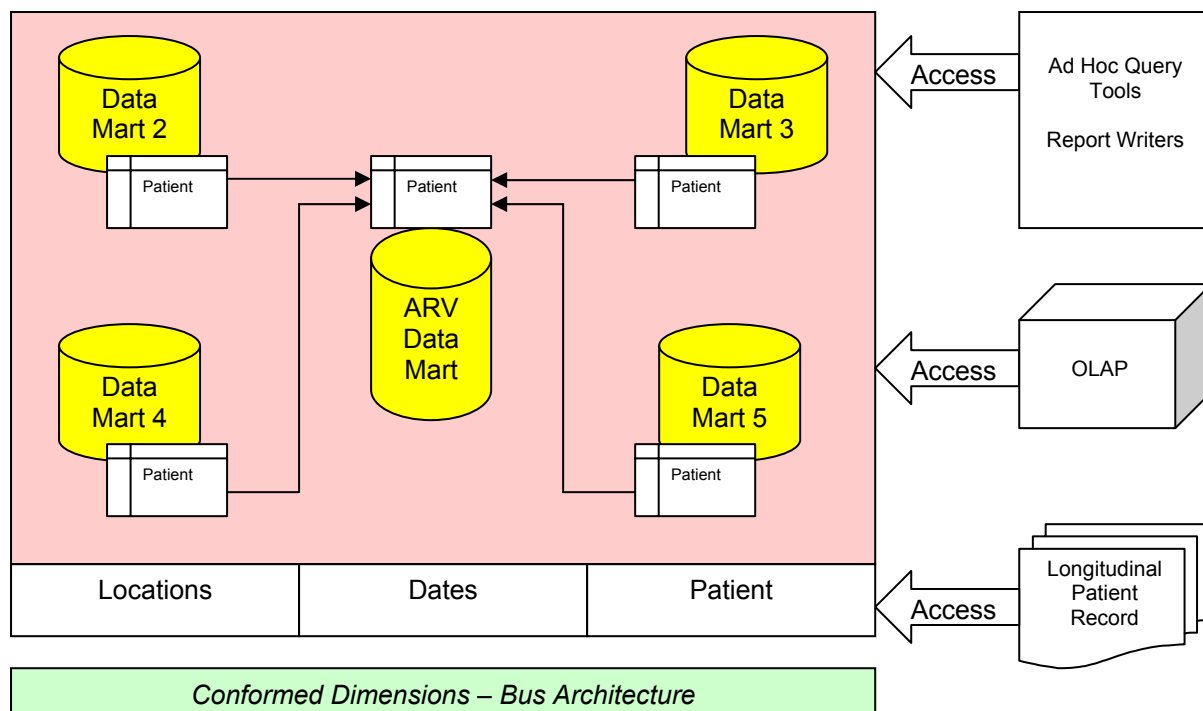 Data
Mart 2
Patient
Data
Mart 3
Patient
Patient
ARV
Data
Mart
Data
Mart 4
Patient
Data
Mart 5
Patient
Locations
Dates
Patient
Conformed Dimensions – Bus Architecture
Access
Ad Hoc Query
Tools
Report Writers
Access
OLAP
Access
Longitudinal
Patient
Record